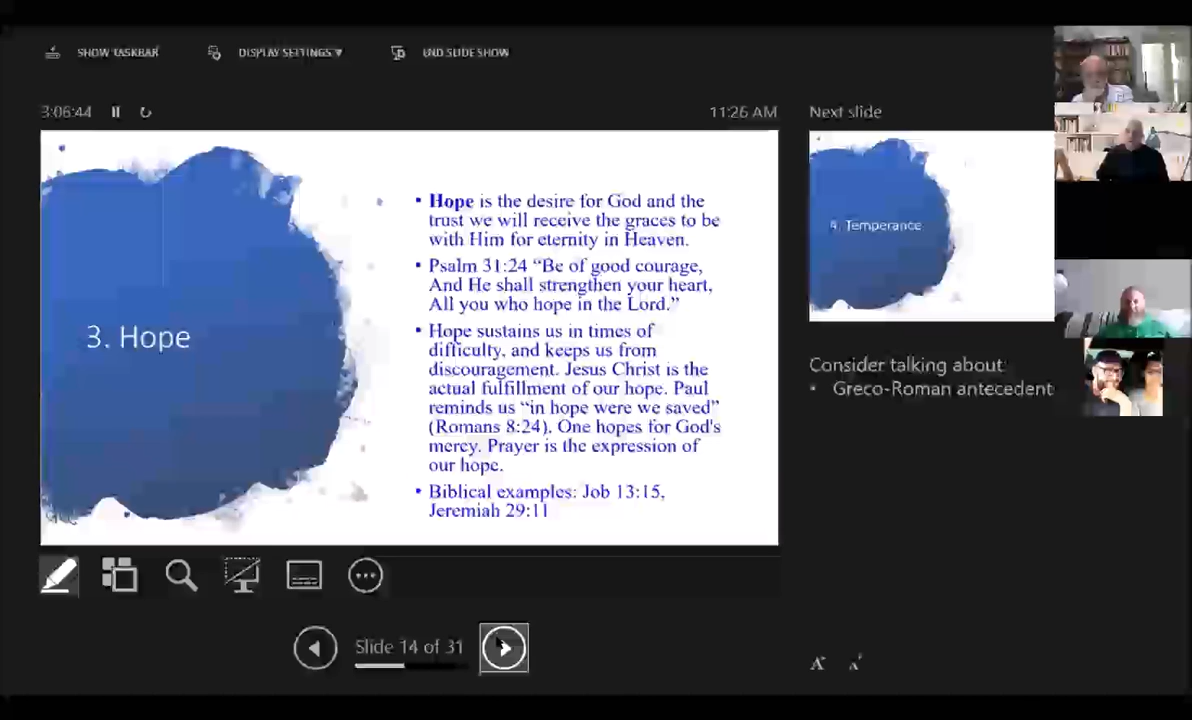 SHOW TASKBAR
DISPLAY SETTINGS ▼
END SLIDE SHOW
3:06:44
11:26 AM
Next slide
3. Hope
• Hope is the desire for God and the
trust we will receive the graces to be
with Him for eternity in Heaven.
• Psalm 31:24 “Be of good courage,
And He shall strengthen your heart,
All you who hope in the Lord.”
• Hope sustains us in times of
difficulty, and keeps us from
discouragement. Jesus Christ is the
actual fulfillment of our hope. Paul
reminds us “in hope were we saved”
(Romans 8:24). One hopes for God's
mercy. Prayer is the expression of
our hope.
• Biblical examples: Job 13:15,
Jeremiah 29:11
4. Temperance
Consider talking about
• Greco-Roman antecedent
Slide 14 of 31
A A